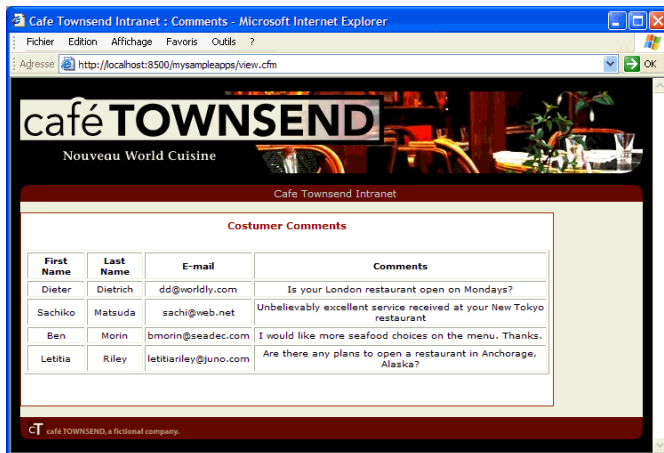 Cafe Townsend Intranet : Comments - Microsoft Internet Explorer
Fichier Edition Affichage Favoris Outils ?
Adresse http://localhost:8500/mysampleapps/view.cfm OK
café TOWNSEND
Nouveau World Cuisine
Cafe Townsend Intranet
Costumer Comments
First Name Last Name E-mail Comments
Dieter Dietrich dd@worldly.com Is your London restaurant open on Mondays?
Sachiko Matsuda sachi@web.net Unbelievably excellent service received at your New Tokyo restaurant
Ben Morin bmorin@seadec.com I would like more seafood choices on the menu. Thanks.
Letitia Riley letitiariley@juno.com Are there any plans to open a restaurant in Anchorage, Alaska?
cT café TOWNSEND, a fictional company.